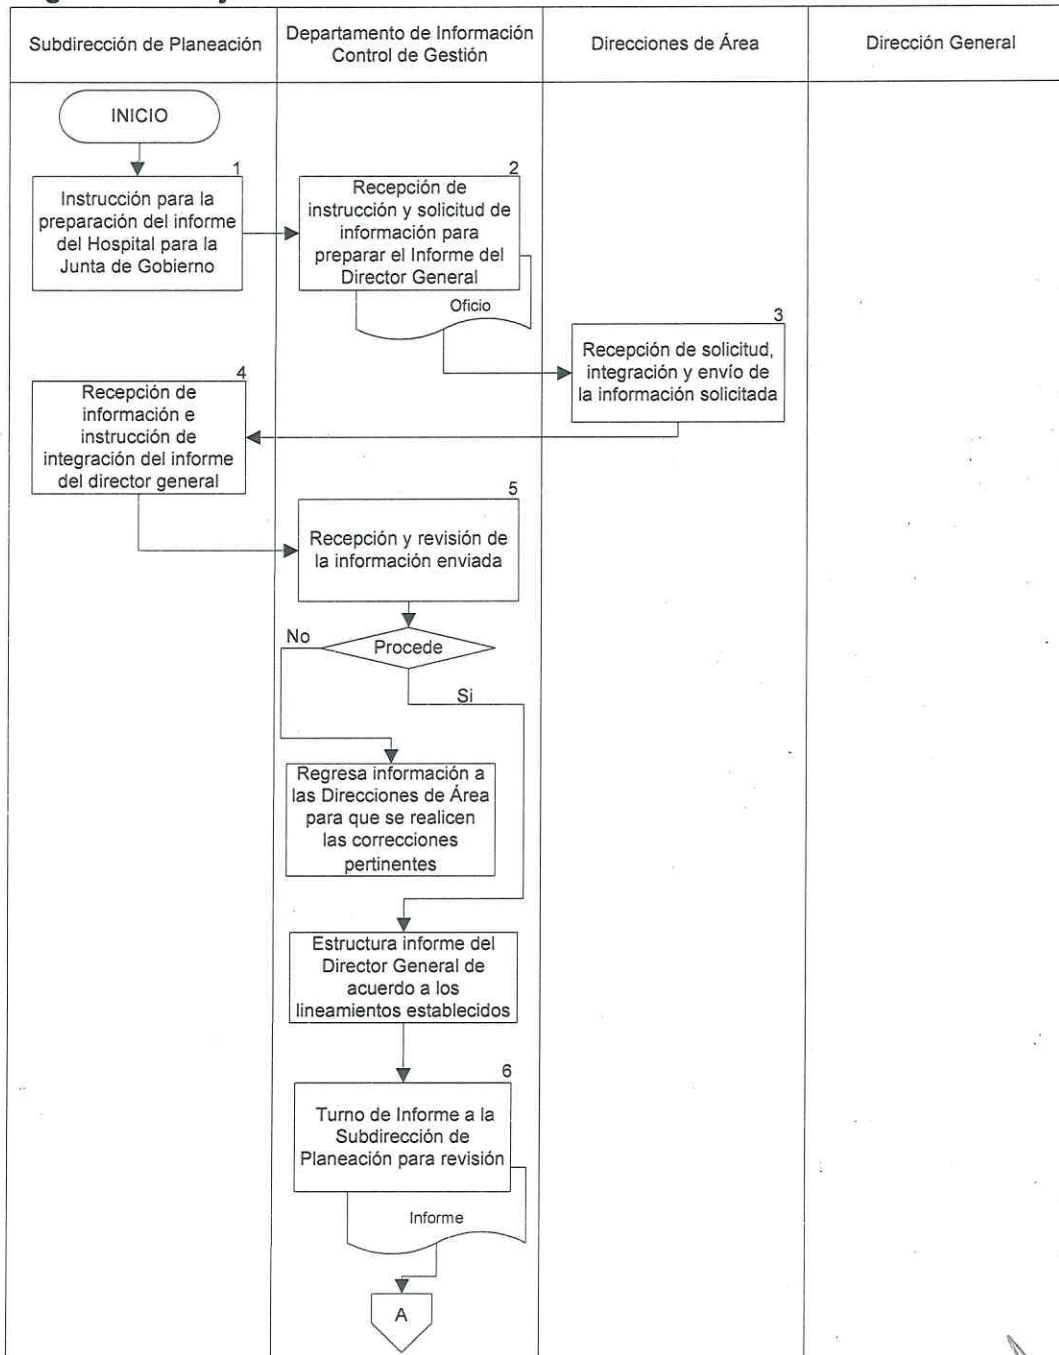 Subdirección de Planeación
Departamento de Información
Control de Gestión
Direcciones de Área
Dirección General
INICIO
1
Instrucción para la
preparación del informe
del Hospital para la
Junta de Gobierno
2
Recepción de
instrucción y solicitud de
información para
preparar el Informe del
Director General
Oficio
3
Recepción de solicitud,
integración y envío de
la información solicitada
4
Recepción de
información e
instrucción de
integración del informe
del director general
5
Recepción y revisión de
la información enviada
Procede
No
Si
Regresa información a
las Direcciones de Área
para que se realicen
las correcciones
pertinentes
Estructura informe del
Director General de
acuerdo a los
lineamientos establecidos
6
Turno de Informe a la
Subdirección de
Planeación para revisión
Informe
A